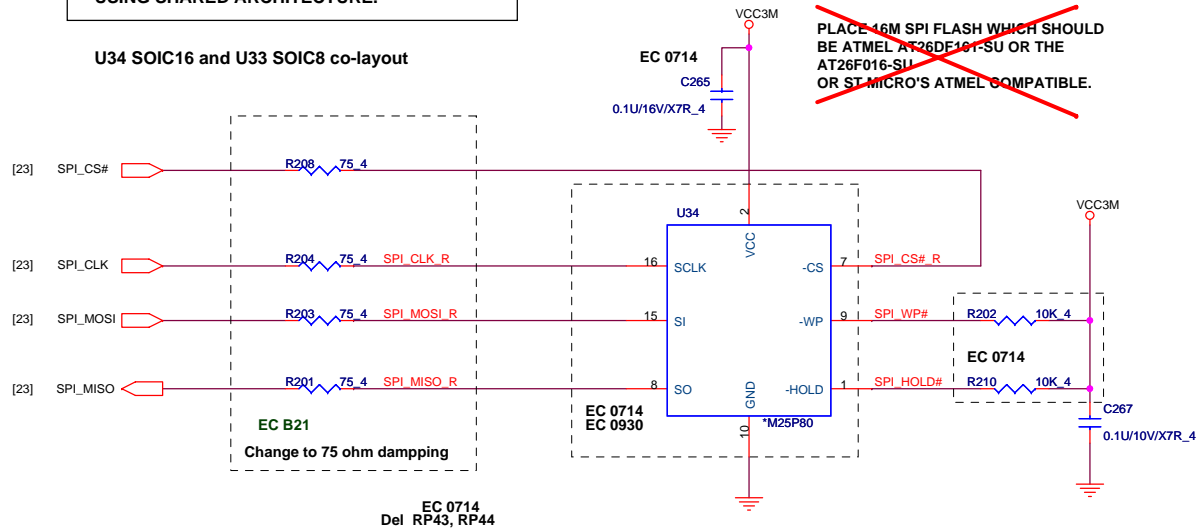 USING SHARED ARCHITECTURE.
U34 SOIC16 and U33 SOIC8 co-layout
VCC3M
EC 0714
C265
0.1U/16V/X7R_4
PLACE 16M SPI FLASH WHICH SHOULD
BE ATMEL AT26DF161-SU OR THE
AT26F016-SU
OR ST MICRO'S ATMEL COMPATIBLE.
[23] SPI_CS#
R208 75_4
[23] SPI_CLK
R204 75_4 SPI_CLK_R
[23] SPI_MOSI
R203 75_4 SPI_MOSI_R
[23] SPI_MISO
R201 75_4 SPI_MISO_R
EC B21
Change to 75 ohm dampping
EC 0714
Del RP43, RP44
U34
2
VCC
16 SCLK
-CS 7 SPI_CS#_R
15 SI
-WP 9 SPI_WP#
8 SO
-HOLD 1 SPI_HOLD#
GND
10
*M25P80
EC 0714
EC 0930
VCC3M
R202 10K_4
EC 0714
R210 10K_4
C267
0.1U/10V/X7R_4